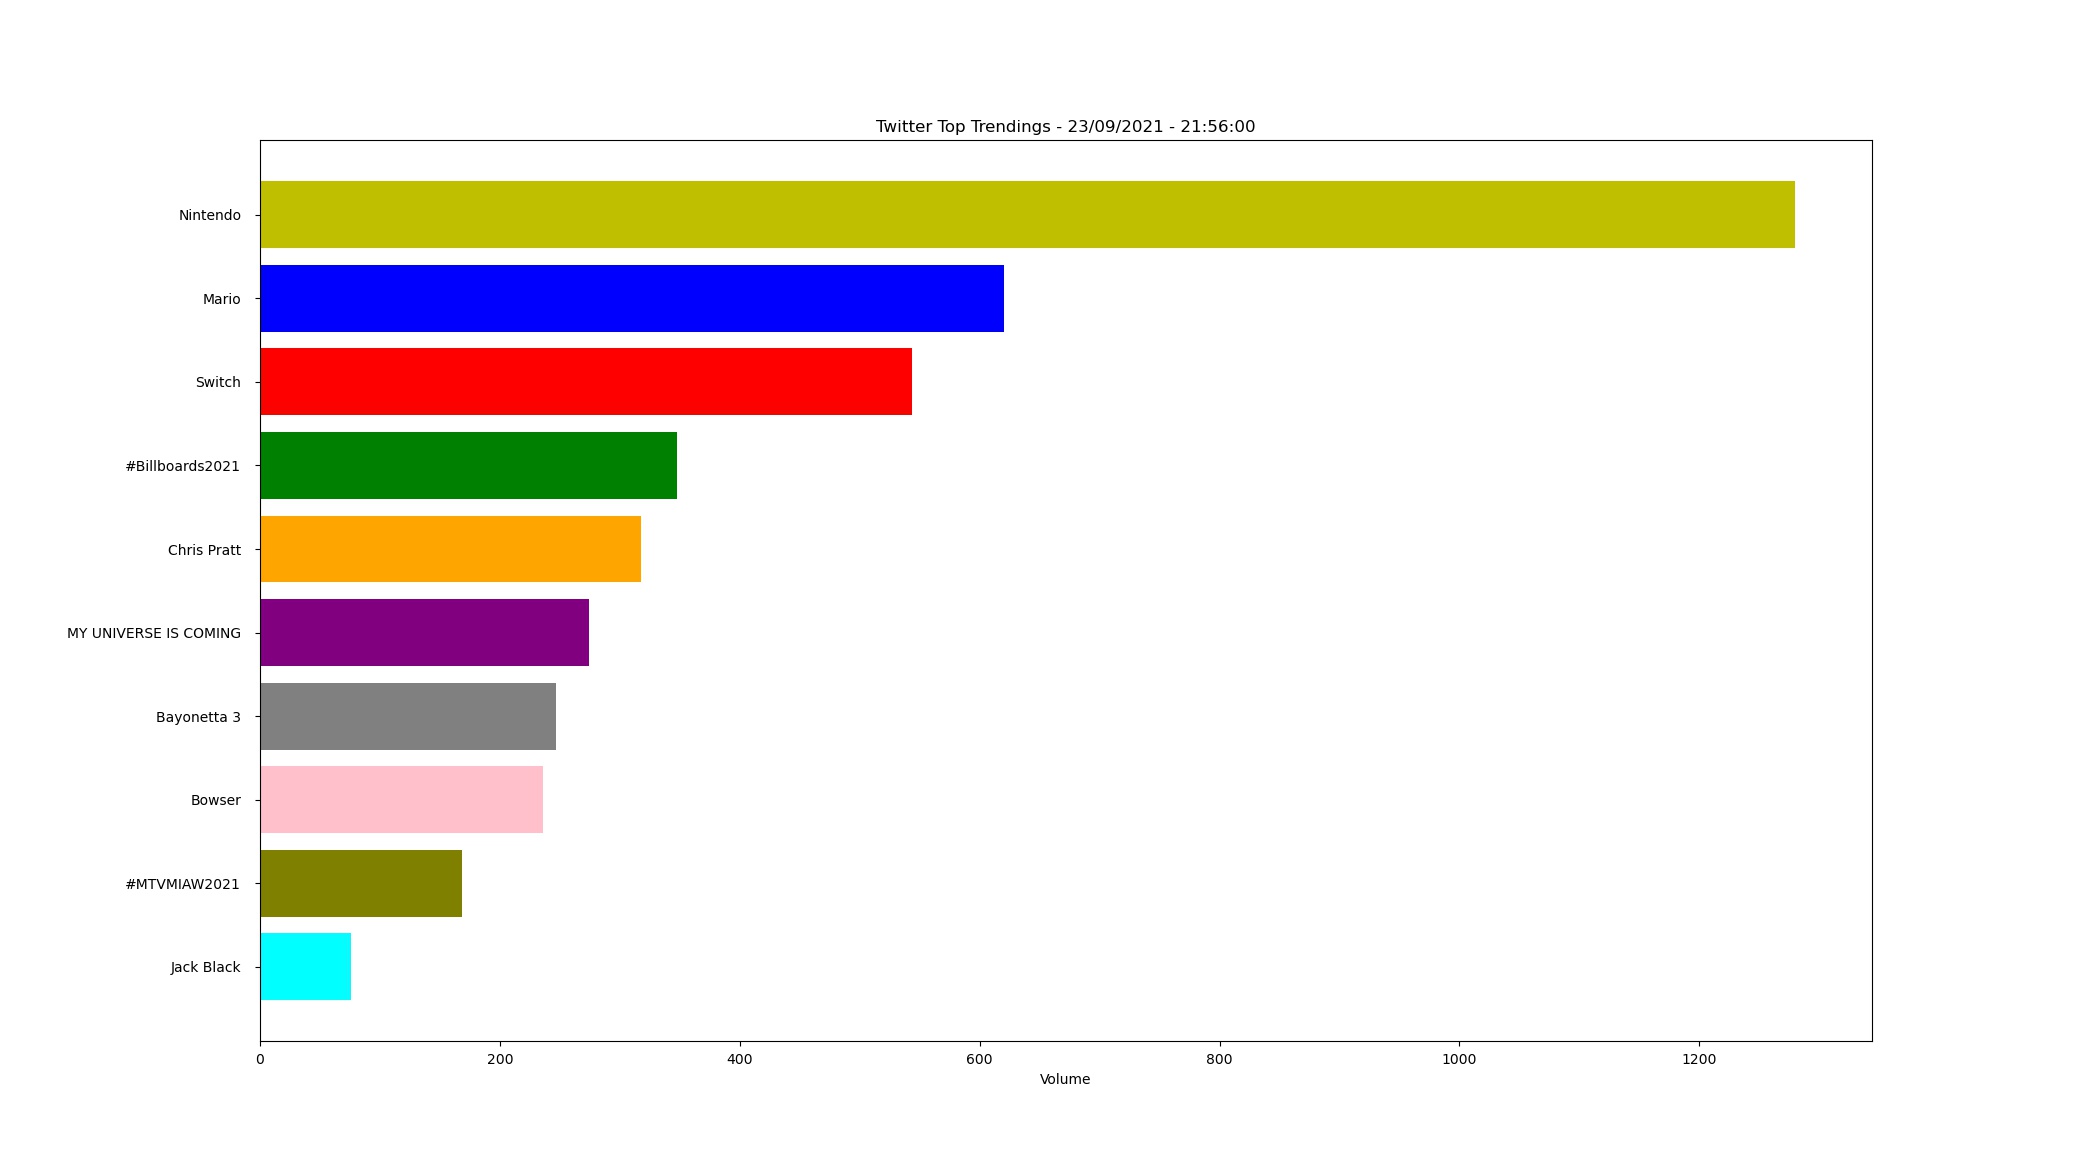 Twitter Top Trendings - 23/09/2021 - 21:56:00
Nintendo
Mario
Switch
#Billboards2021
Chris Pratt
MY UNIVERSE IS COMING
Bayonetta 3
Bowser
#MTVMIAW2021
Jack Black
0 200 400 600 800 1000 1200
Volume